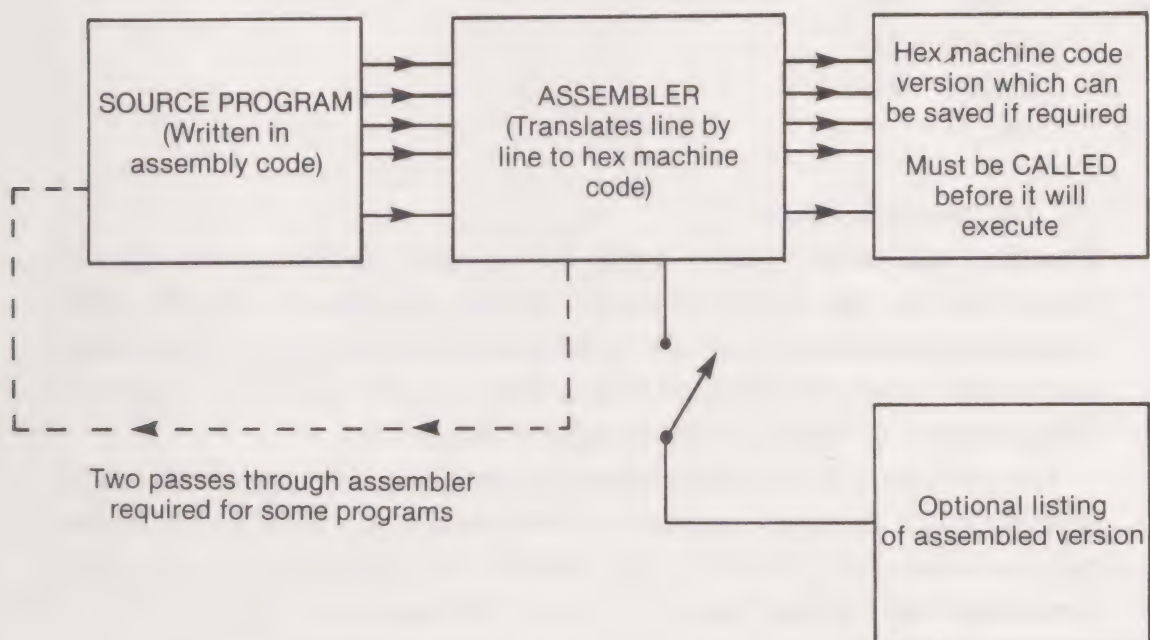 SOURCE PROGRAM
(Written in
assembly code)
ASSEMBLER
(Translates line by
line to hex machine
code)
Hex machine code
version which can
be saved if required
Must be CALLED
before it will
execute
Two passes through assembler
required for some programs
Optional listing
of assembled version